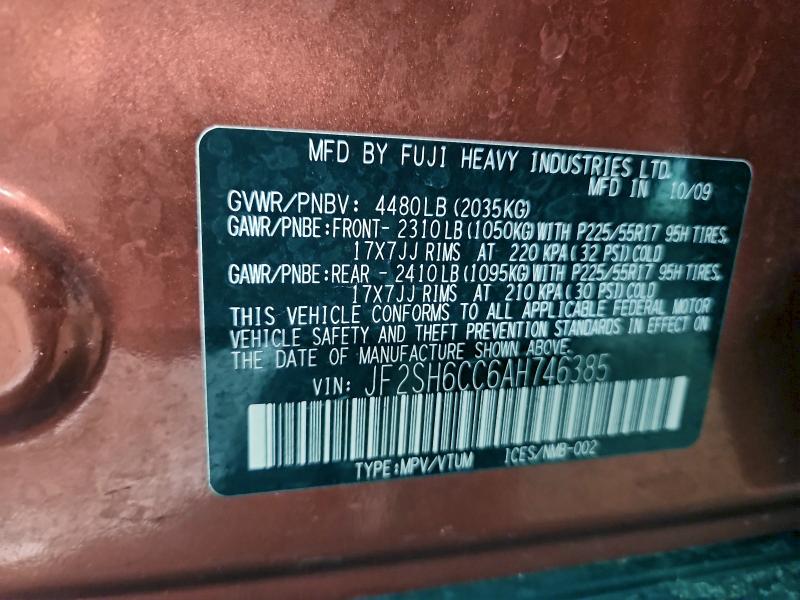 MFD BY FUJI HEAVY INDUSTRIES LTD.
MFD IN 10/09
GVWR/PNBV: 4480LB (2035KG)
GAWR/PNBE:FRONT- 2310 LB (1050KG) WITH P225/55R17 95H TIRES,
17X7JJ RIMS AT 220 KPA( 32 PSI) COLD
GAWR/PNBE:REAR - 2410 LB (1095KG) WITH P225/55R17 95H TIRES,
17X7JJ RIMS AT 210 KPA( 30 PSI) COLD
THIS VEHICLE CONFORMS TO ALL APPLICABLE FEDERAL MOTOR
VEHICLE SAFETY AND THEFT PREVENTION STANDARDS IN EFFECT ON
THE DATE OF MANUFACTURE SHOWN ABOVE.
VIN: JF2SH6CC6AH746385
TYPE:MPV/VTUM ICES/NMB-002